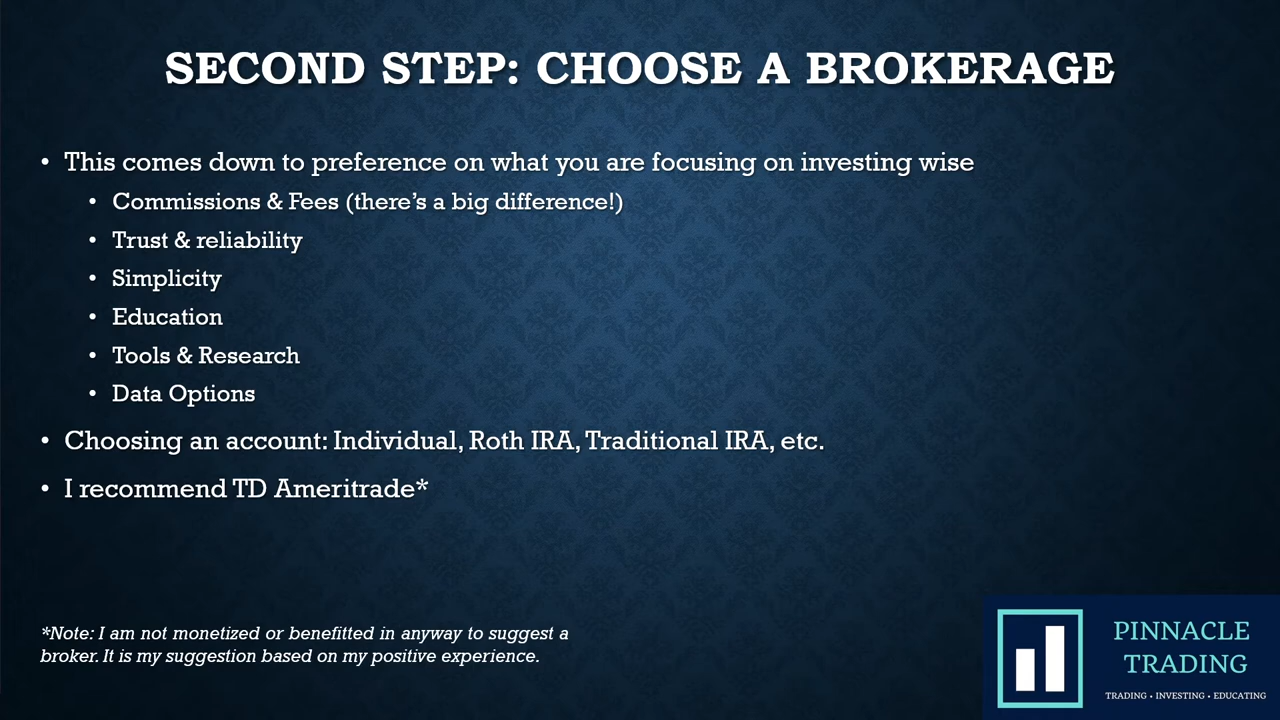 SECOND STEP: CHOOSE A BROKERAGE
• This comes down to preference on what you are focusing on investing wise
• Commissions & Fees (there's a big difference!)
• Trust & reliability
• Simplicity
• Education
• Tools & Research
• Data Options
• Choosing an account: Individual, Roth IRA, Traditional IRA, etc.
• I recommend TD Ameritrade*
*Note: I am not monetized or benefitted in anyway to suggest a
broker. It is my suggestion based on my positive experience.
PINNACLE
TRADING
TRADING • INVESTING • EDUCATING